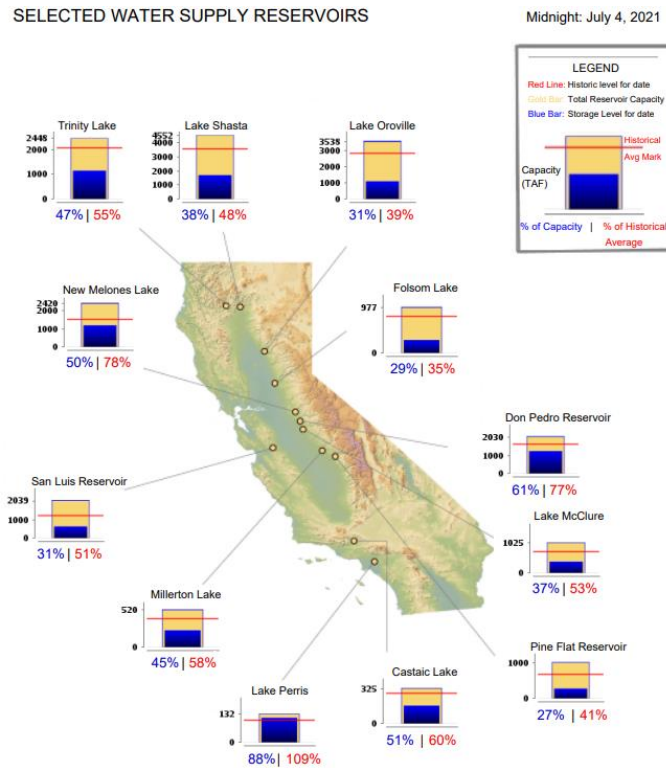 SELECTED WATER SUPPLY RESERVOIRS
Midnight: July 4, 2021
LEGEND
Red Line: Historic level for date
Gold Bar: Total Reservoir Capacity
Blue Bar: Storage Level for date
Historical
Avg Mark
Capacity
(TAF)
% of Capacity | % of Historical
Average
Trinity Lake
2448
2000
1000
0
47% | 55%
Lake Shasta
4552
4000
3000
2000
1000
0
38% | 48%
Lake Oroville
3538
3000
2000
1000
0
31% | 39%
New Melones Lake
2420
2000
1000
0
50% | 78%
Folsom Lake
977
0
29% | 35%
Don Pedro Reservoir
2030
1000
0
61% | 77%
San Luis Reservoir
2039
1000
0
31% | 51%
Lake McClure
1025
0
37% | 53%
Millerton Lake
520
0
45% | 58%
Pine Flat Reservoir
1000
0
27% | 41%
Lake Perris
132
0
88% | 109%
Castaic Lake
325
0
51% | 60%